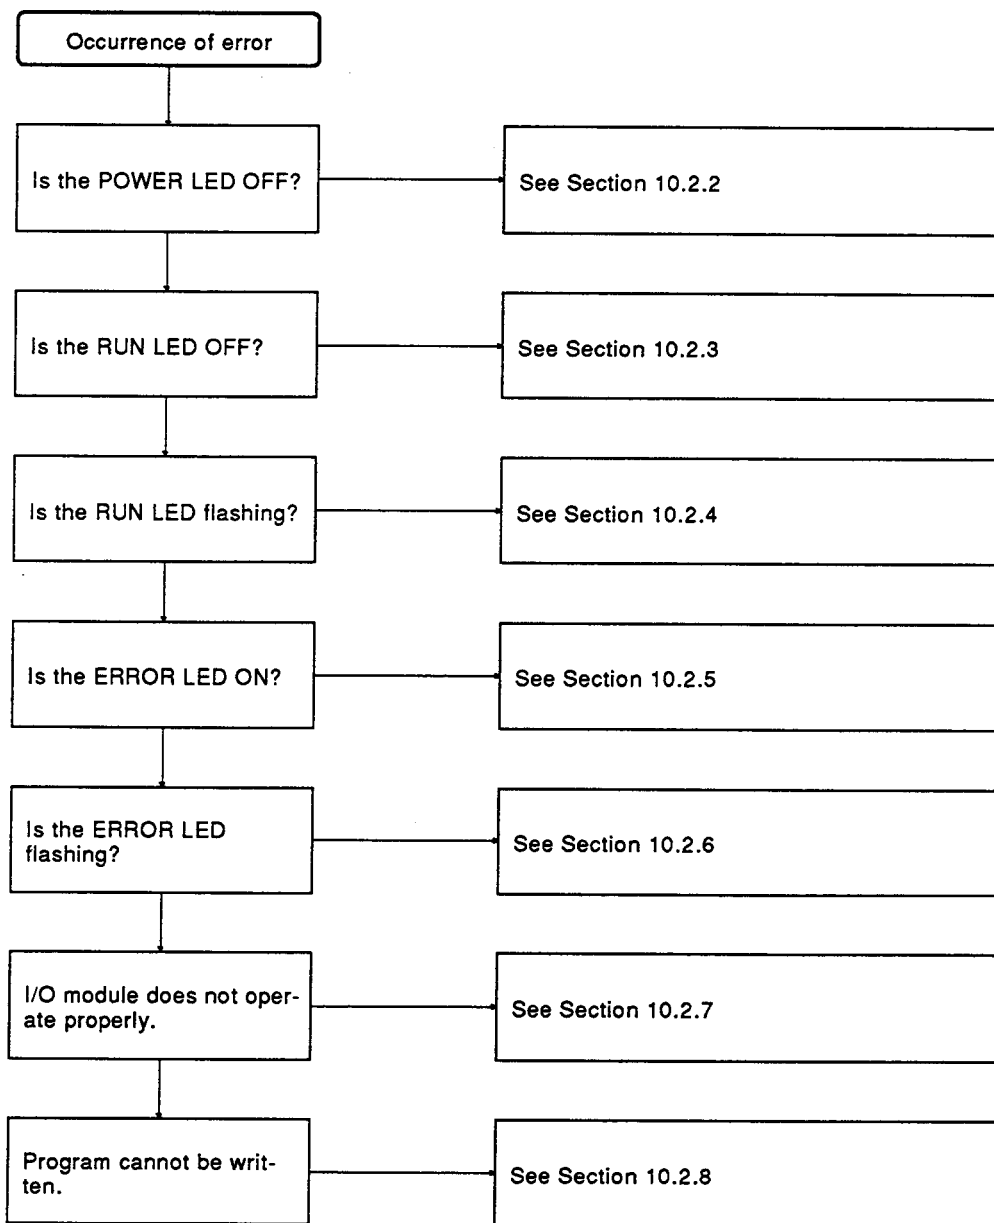 Occurrence of error
Is the POWER LED OFF?
See Section 10.2.2
Is the RUN LED OFF?
See Section 10.2.3
Is the RUN LED flashing?
See Section 10.2.4
Is the ERROR LED ON?
See Section 10.2.5
Is the ERROR LED
flashing?
See Section 10.2.6
I/O module does not oper-
ate properly.
See Section 10.2.7
Program cannot be writ-
ten.
See Section 10.2.8